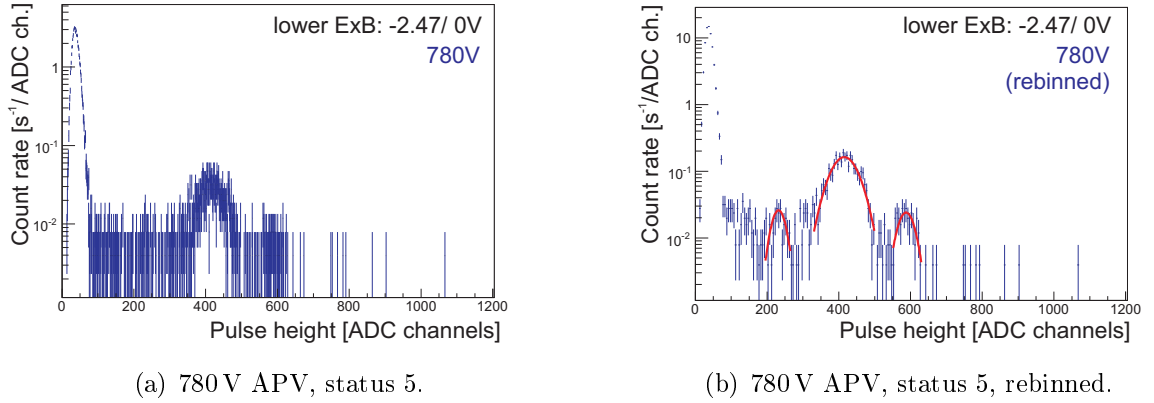 lower ExB: -2.47/ 0V
780V
Count rate [s⁻¹/ ADC ch.]
1
10⁻¹
10⁻²
0 200 400 600 800 1000 1200
Pulse height [ADC channels]
(a) 780 V APV, status 5.
lower ExB: -2.47/ 0V
780V
(rebinned)
Count rate [s⁻¹/ADC ch.]
10
1
10⁻¹
10⁻²
0 200 400 600 800 1000 1200
Pulse height [ADC channels]
(b) 780 V APV, status 5, rebinned.